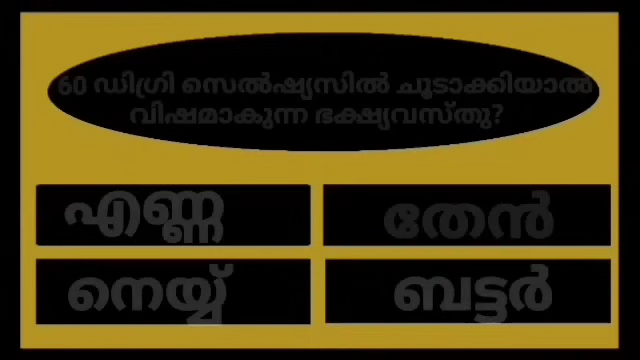 60 ഡിഗ്രി സെൽഷ്യസിൽ ചൂടാക്കിയാൽ
വിഷമാകുന്ന ഭക്ഷ്യവസ്തു?
എണ്ണ
തേൻ
നെയ്യ്
ബട്ടർ